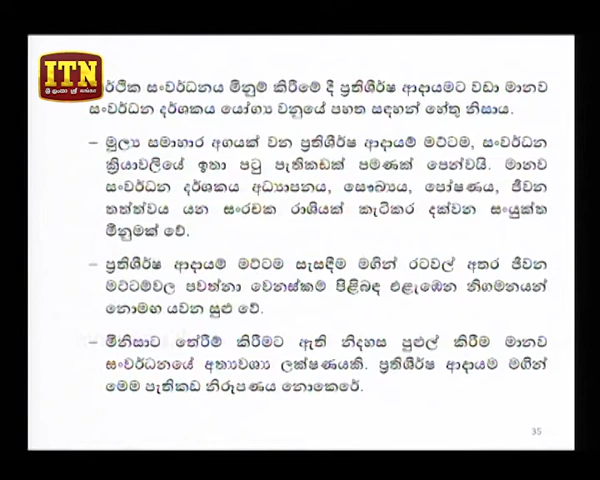 ITN
ර්ථික සංවර්ධනය මිනුම් කිරීමේ දී ප්‍රතිශීර්ෂ ආදායමට වඩා මානව
සංවර්ධන දර්ශකය යෝග්‍ය වනුයේ පහත සඳහන් හේතු නිසාය.
– මූල්‍ය සමාහාර අගයක් වන ප්‍රතිශීර්ෂ ආදායම් මට්ටම, සංවර්ධන
ක්‍රියාවලියේ ඉතා පටු පැතිකඩක් පමණක් පෙන්වයි. මානව
සංවර්ධන දර්ශකය අධ්‍යාපනය, සෞඛ්‍යය, පෝෂණය, ජීවන
තත්ත්වය යන සංරචක රාශියක් කැටිකර දක්වන සංයුක්ත
මිනුමක් වේ.
– ප්‍රතිශීර්ෂ ආදායම් මට්ටම සැසඳීම මගින් රටවල් අතර ජීවන
මට්ටම්වල පවත්නා වෙනස්කම් පිළිබඳ එළැඹෙන නිගමනයන්
නොමඟ යවන සුළු වේ.
– මිනිසාට තේරීම් කිරීමට ඇති නිදහස පුළුල් කිරීම මානව
සංවර්ධනයේ අත්‍යවශ්‍ය ලක්ෂණයකි. ප්‍රතිශීර්ෂ ආදායම මගින්
මෙම පැතිකඩ නිරූපණය නොකෙරේ.
35